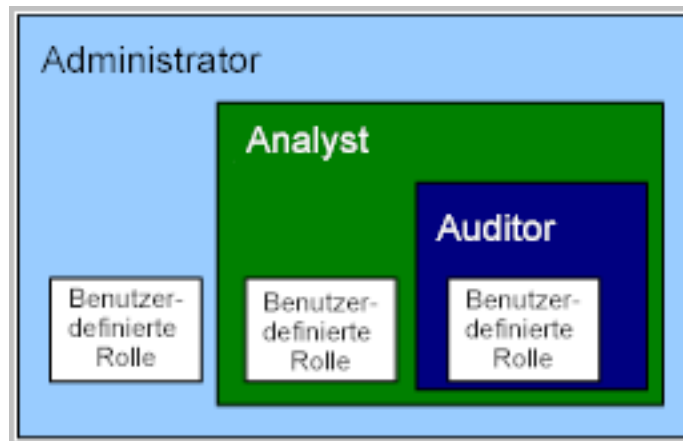 Administrator
Analyst
Auditor
Benutzer-
definierte
Rolle
Benutzer-
definierte
Rolle
Benutzer-
definierte
Rolle